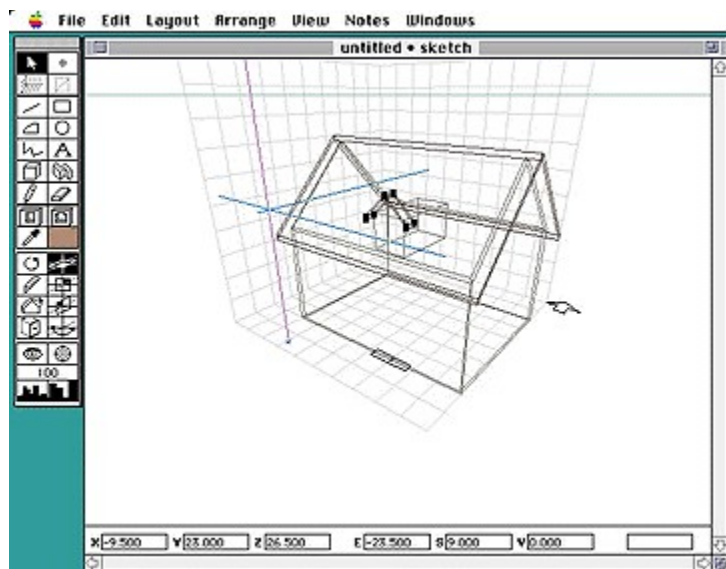 File Edit Layout Arrange View Notes Windows
untitled • sketch
A
100
X -9.500 Y 23.000 Z 26.500 E -23.500 S 9.000 V 0.000